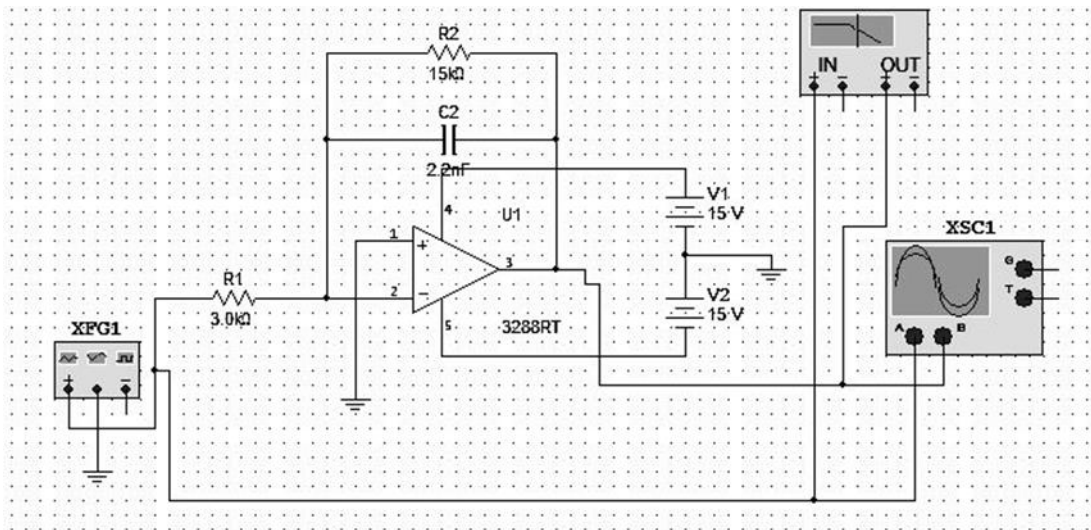 R2
15kΩ
C2
2.2nF
IN OUT
+ - + -
V1
15 V
4
U1
XSC1
1
+
3
G
T
R1
3.0kΩ
2
-
V2
15 V
A B
XFG1
5
3288RT
+ -